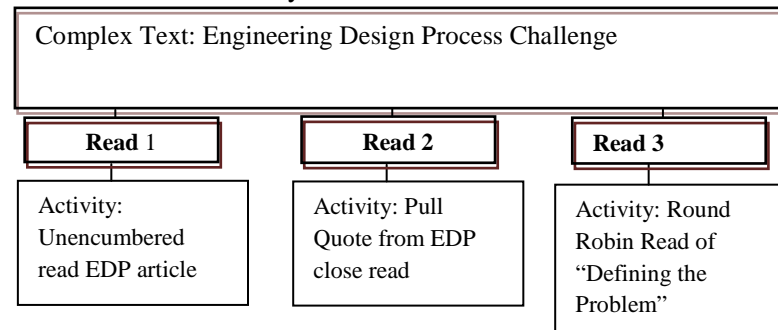 Complex Text: Engineering Design Process Challenge
Read 1
Read 2
Read 3
Activity:
Unencumbered
read EDP article
Activity: Pull
Quote from EDP
close read
Activity: Round
Robin Read of
“Defining the
Problem”